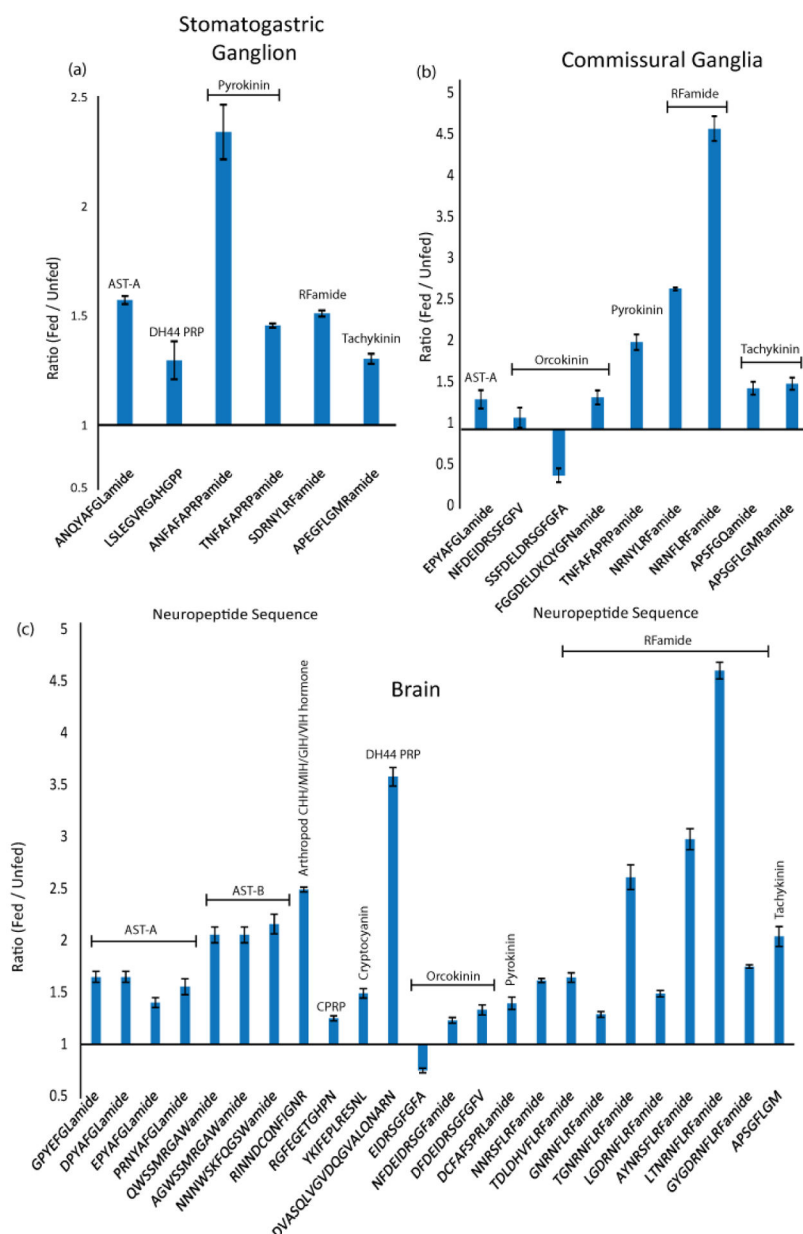 Stomatogastric
Ganglion
(a)
Pyrokinin
2.5
2
1.5
1
0.5
Ratio (Fed / Unfed)
AST-A
DH44 PRP
RFamide
Tachykinin
ANQYAFGLamide
LSLEGVRGAHGPP
ANFAFAPRPamide
TNFAFAPRPamide
SDRNYLRFamide
APEGFLGMRamide
Neuropeptide Sequence
Commissural Ganglia
(b)
RFamide
5
4.5
4
3.5
3
2.5
2
1.5
1
0.5
0
Ratio (Fed / Unfed)
AST-A
Orcokinin
Pyrokinin
Tachykinin
EPYAFGLamide
NFDEIDRSSFGFV
SSFDELDRSGFGFA
FGGDELDKQYGFNamide
TNFAFAPRPamide
NRNYLRFamide
NRNFLRFamide
APSFGQamide
APSGFLGMRamide
Neuropeptide Sequence
(c)
Brain
RFamide
5
4.5
4
3.5
3
2.5
2
1.5
1
0.5
Ratio (Fed / Unfed)
AST-A
AST-B
Arthropod CHH/MIH/GIH/VIH hormone
CPRP
Cryptocyanin
DH44 PRP
Orcokinin
Pyrokinin
Tachykinin
GPYEFGLamide
DPYAFGLamide
EPYAFGLamide
PRNYAFGLamide
QWSSMRGAWamide
AGWSSMRGAWamide
NNNWSKFQGSWamide
RINNDCQNFIGNR
RGFEGETGHPN
YKIFEPLRESNL
DVASQLVGVDQGVALQNARN
EIDRSGFGFA
NFDEIDRSGFamide
DFDEIDRSGFGFV
DCFAFSPRLamide
NNRSFLRFamide
TDLDHVFLRFamide
GNRNFLRFamide
TGNRNFLRFamide
LGDRNFLRFamide
AYNRSFLRFamide
LTNRNFLRFamide
GYGDRNFLRFamide
APSGFLGM